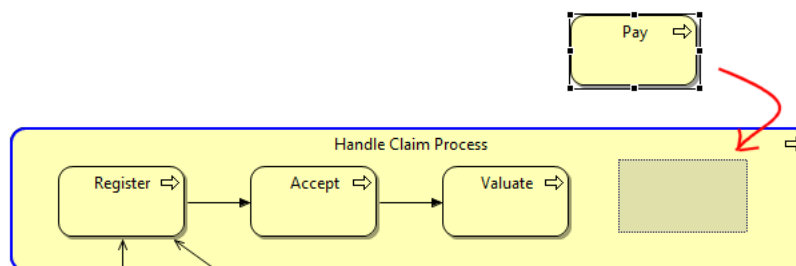 Pay
Handle Claim Process
Register
Accept
Valuate